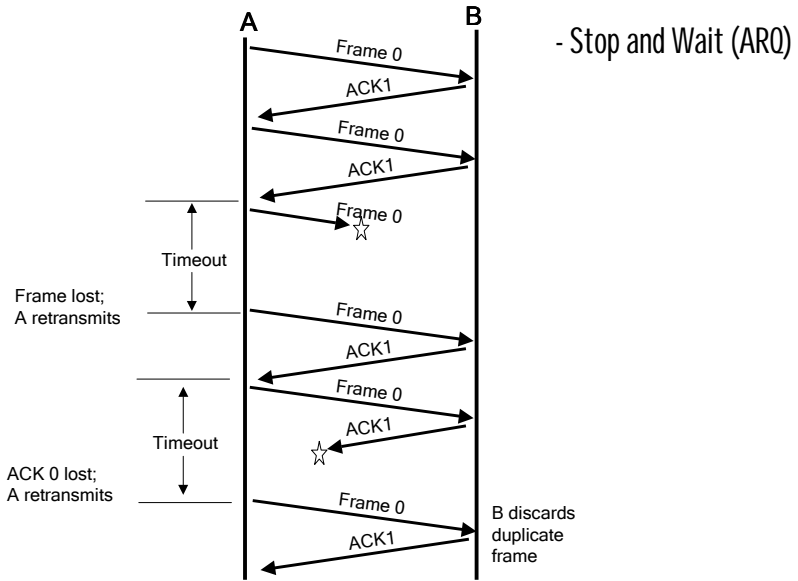 A
B
- Stop and Wait (ARQ)
Frame 0
ACK1
Frame 0
ACK1
Frame 0
Timeout
Frame lost;
A retransmits
Frame 0
ACK1
Frame 0
ACK1
Timeout
ACK 0 lost;
A retransmits
Frame 0
ACK1
B discards
duplicate
frame